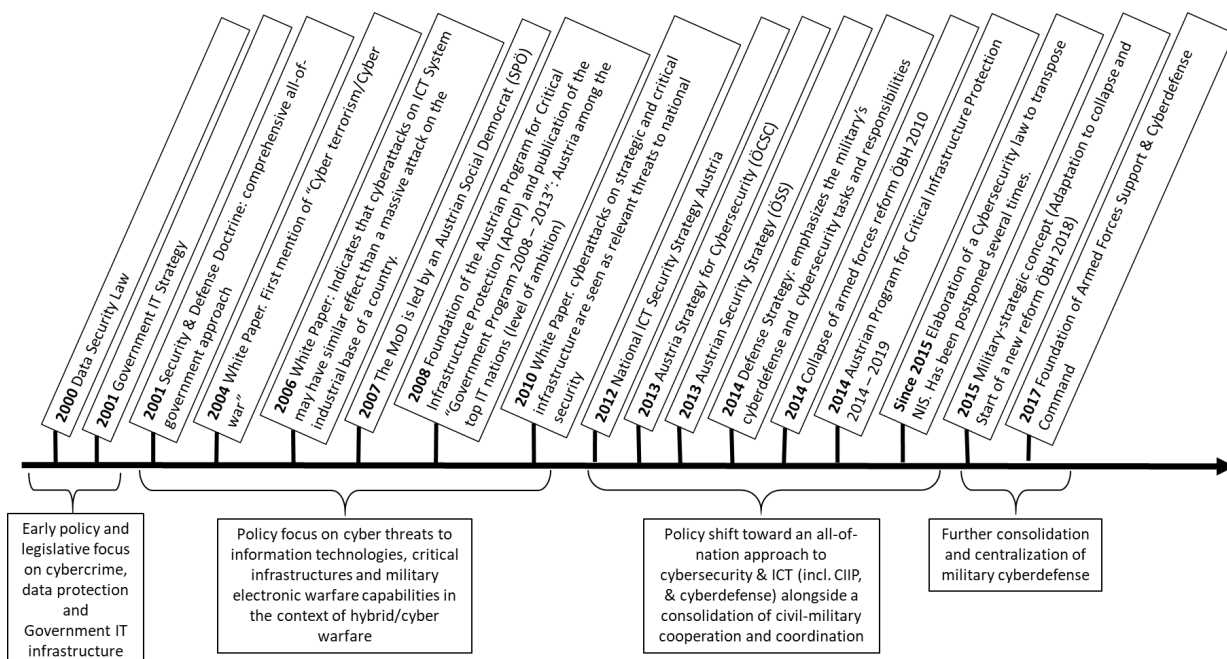 2000 Data Security Law
2001 Government IT Strategy
2001 Security & Defense Doctrine: comprehensive all-of-
government approach
2004 White Paper. First mention of “Cyber terrorism/Cyber
war.”
2006 White Paper: Indicates that cyberattacks on ICT System
may have similar effect than a massive attack on the
industrial base of a country.
2007 The MoD is led by an Austrian Social Democrat (SPÖ)
2008 Foundation of the Austrian Program for Critical
Infrastructure Protection (APCIP) and publication of the
“Government Program 2008 – 2013”: Austria among the
top IT nations (level of ambition)
2010 White Paper. cyberattacks on strategic and critical
infrastructure are seen as relevant threats to national
security
2012 National ICT Security Strategy Austria
2013 Austria Strategy for Cybersecurity (ÖCSC)
2013 Austrian Security Strategy (ÖSS)
2014 Defense Strategy: emphasizes the military’s
cyberdefense and cybersecurity tasks and responsibilities
2014 Collapse of armed forces reform ÖBH 2010
2014 Austrian Program for Critical Infrastructure Protection
2014 – 2019
Since 2015 Elaboration of a Cybersecurity law to transpose
NIS. Has been postponed several times.
2015 Military-strategic concept (Adaptation to collapse and
Start of a new reform ÖBH 2018)
2017 Foundation of Armed Forces Support & Cyberdefense
Command
Early policy and
legislative focus
on cybercrime,
data protection
and
Government IT
infrastructure
Policy focus on cyber threats to
information technologies, critical
infrastructures and military
electronic warfare capabilities in
the context of hybrid/cyber
warfare
Policy shift toward an all-of-
nation approach to
cybersecurity & ICT (incl. CIIP,
& cyberdefense) alongside a
consolidation of civil-military
cooperation and coordination
Further consolidation
and centralization of
military cyberdefense